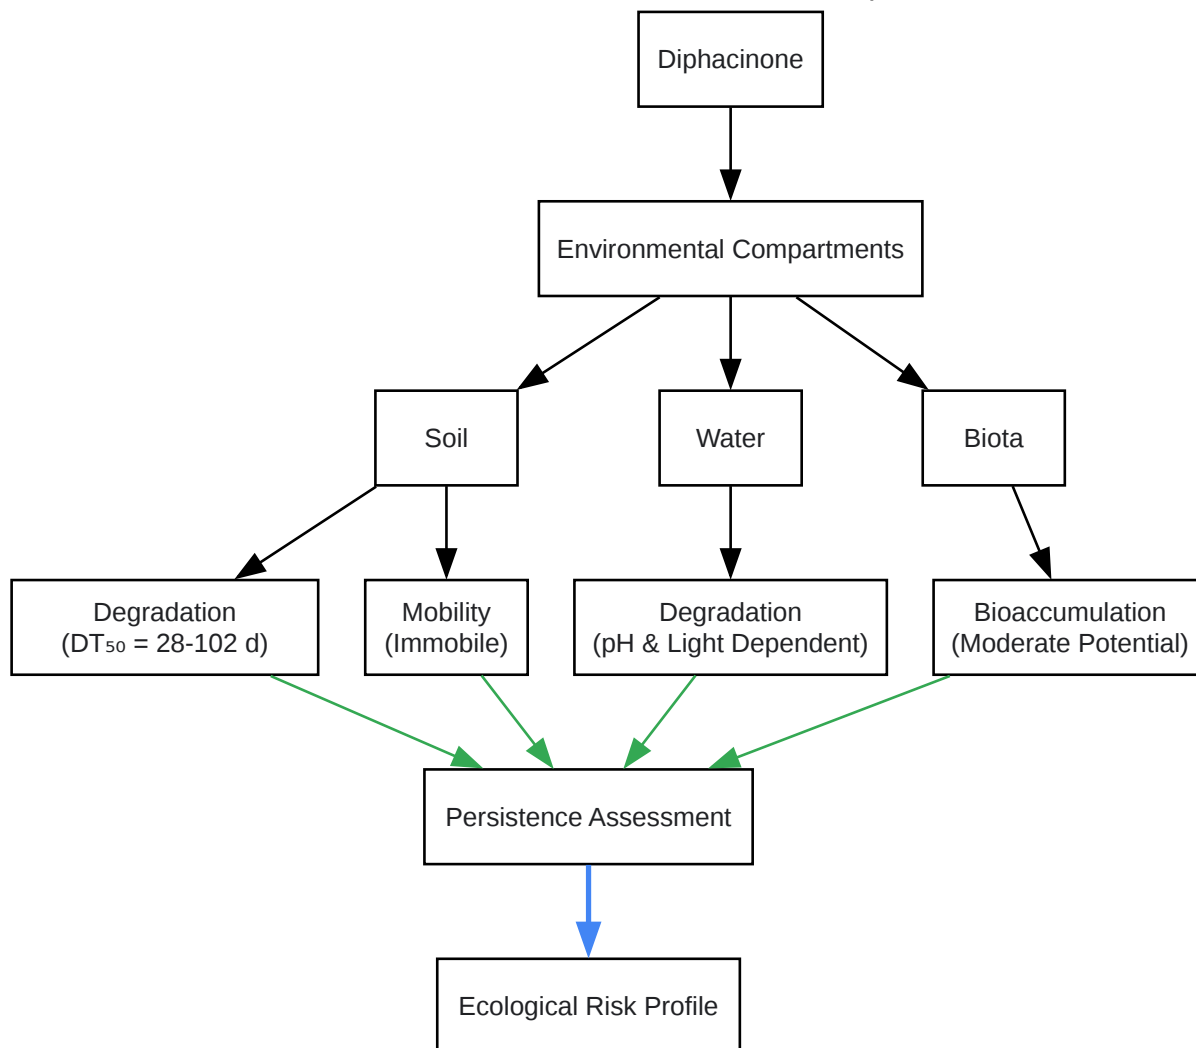 Diphacinone
Environmental Compartments
Soil
Water
Biota
Degradation
(DT₅₀ = 28-102 d)
Mobility
(Immobile)
Degradation
(pH & Light Dependent)
Bioaccumulation
(Moderate Potential)
Persistence Assessment
Ecological Risk Profile